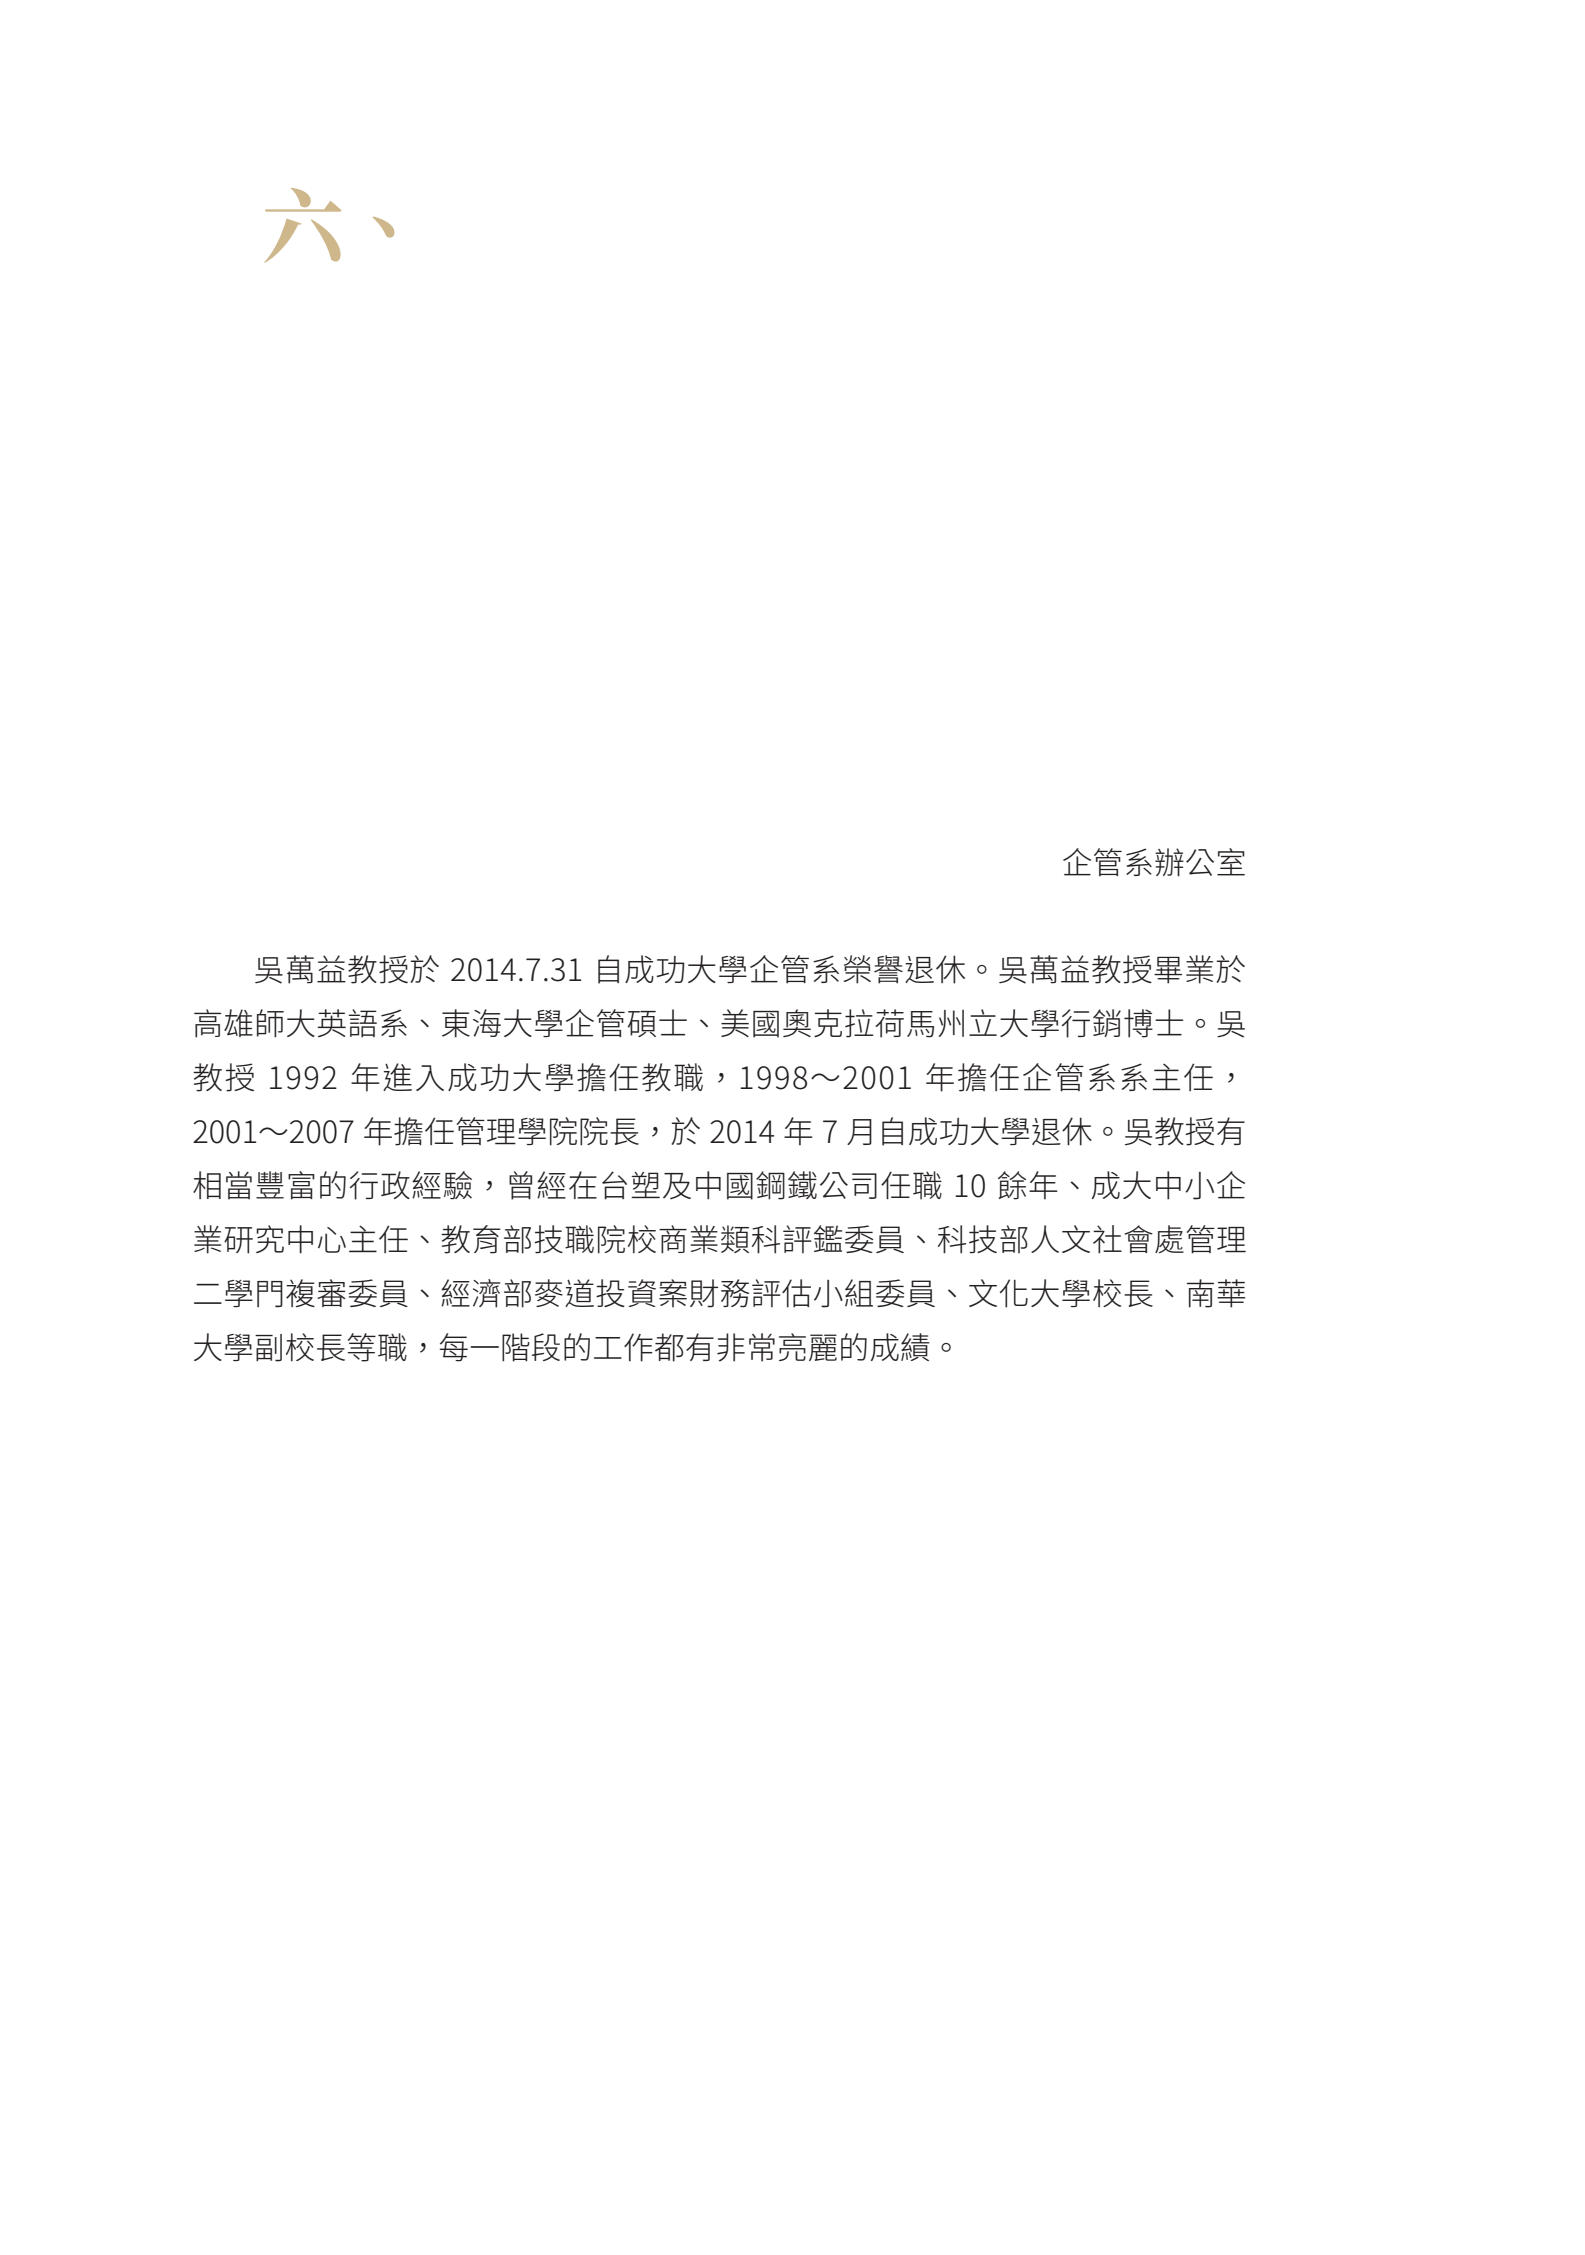 六、
企管系辦公室
吳萬益教授於 2014.7.31 自成功大學企管系榮譽退休。吳萬益教授畢業於
高雄師大英語系、東海大學企管碩士、美國奧克拉荷馬州立大學行銷博士。吳
教授 1992 年進入成功大學擔任教職，1998～2001 年擔任企管系系主任，
2001～2007 年擔任管理學院院長，於 2014 年 7 月自成功大學退休。吳教授有
相當豐富的行政經驗，曾經在台塑及中國鋼鐵公司任職 10 餘年、成大中小企
業研究中心主任、教育部技職院校商業類科評鑑委員、科技部人文社會處管理
二學門複審委員、經濟部麥道投資案財務評估小組委員、文化大學校長、南華
大學副校長等職，每一階段的工作都有非常亮麗的成績。